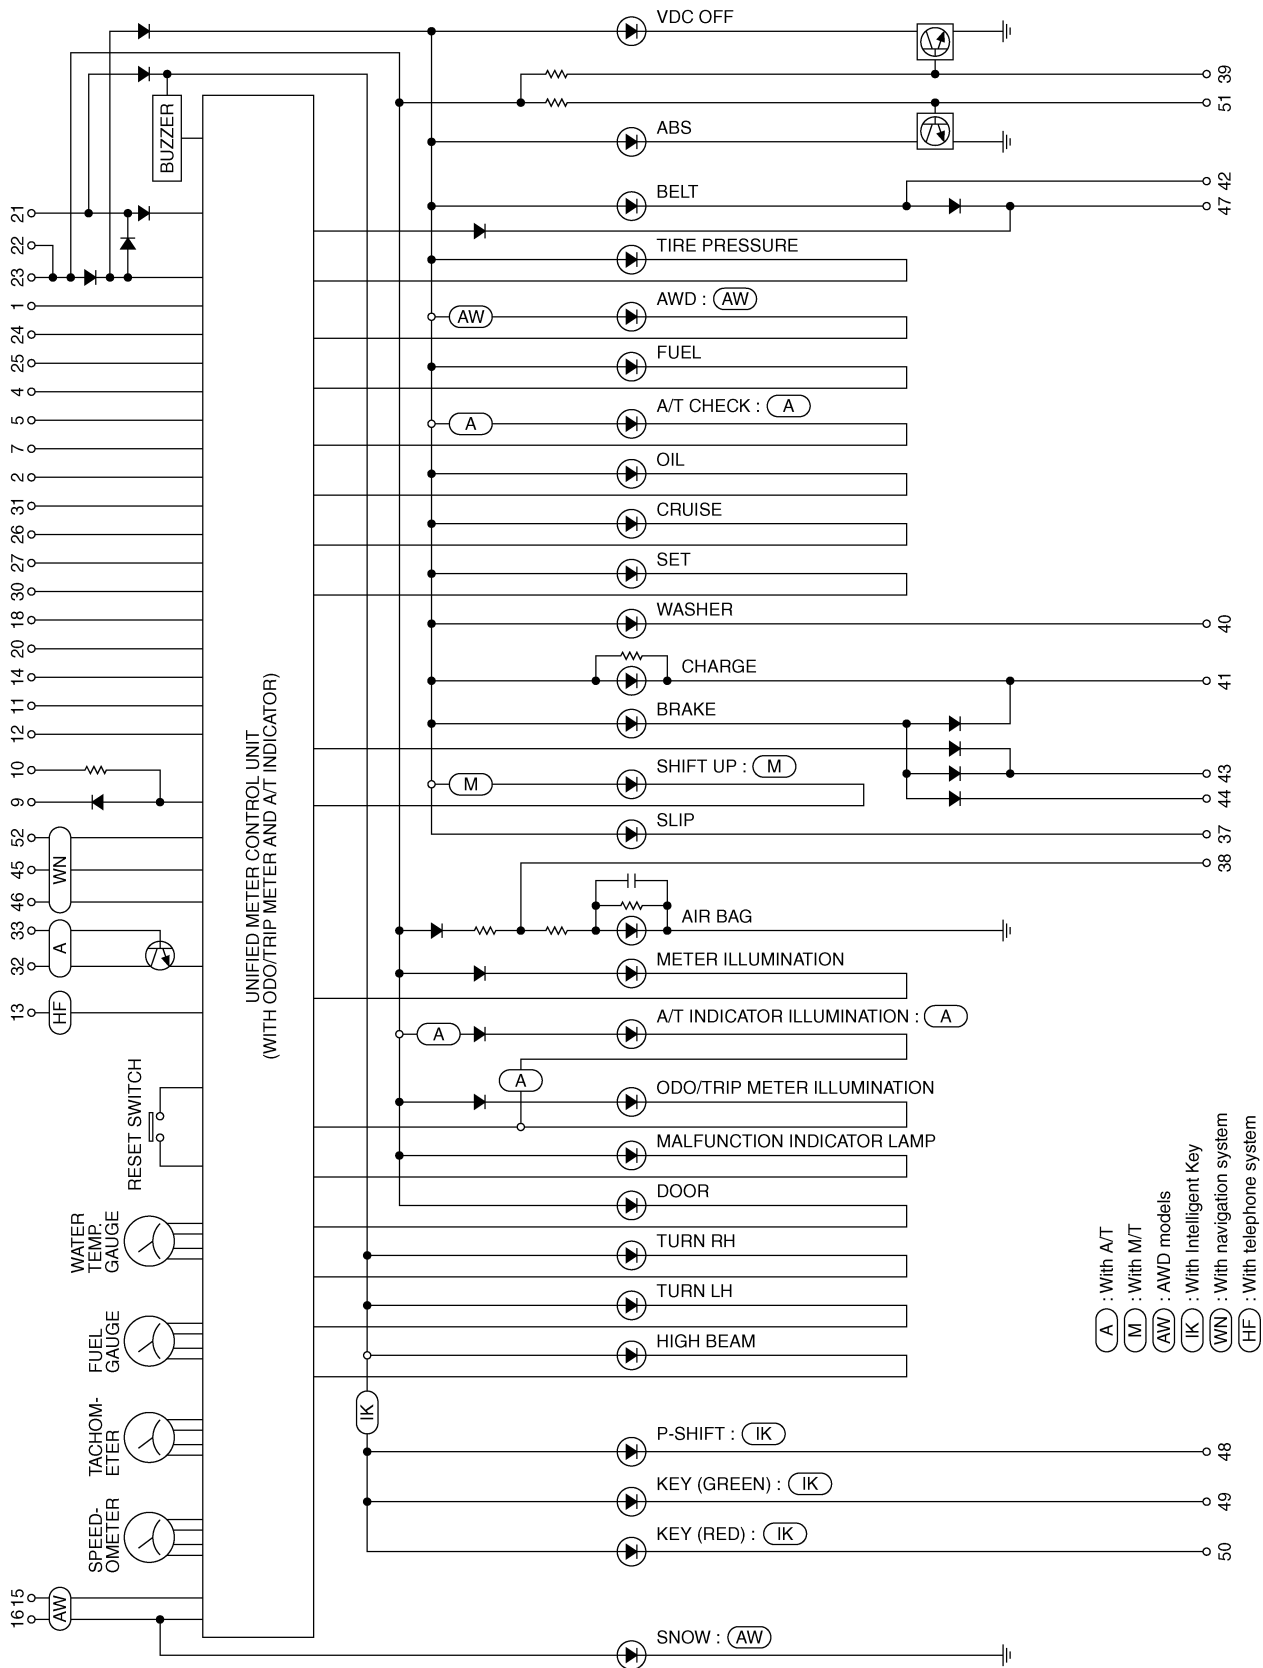 VDC OFF
39
51
BUZZER
ABS
42
BELT
47
21
22
TIRE PRESSURE
23
1
AWD : AW
AW
24
FUEL
25
4
A/T CHECK : A
A
5
7
OIL
2
31
CRUISE
26
27
SET
30
18
WASHER
40
20
14
CHARGE
41
11
BRAKE
12
UNIFIED METER CONTROL UNIT
(WITH ODO/TRIP METER AND A/T INDICATOR)
10
SHIFT UP : M
43
M
9
44
SLIP
37
52
38
45
WN
46
33
AIR BAG
A
32
METER ILLUMINATION
13
HF
A/T INDICATOR ILLUMINATION : A
A
A
ODO/TRIP METER ILLUMINATION
RESET SWITCH
MALFUNCTION INDICATOR LAMP
DOOR
WATER
TEMP.
GAUGE
TURN RH
TURN LH
FUEL
GAUGE
HIGH BEAM
IK
TACHOM-
ETER
P-SHIFT : IK
48
KEY (GREEN) : IK
49
SPEED-
OMETER
KEY (RED) : IK
50
15
16
AW
SNOW : AW
A : With A/T
M : With M/T
AW : AWD models
IK : With Intelligent Key
WN : With navigation system
HF : With telephone system